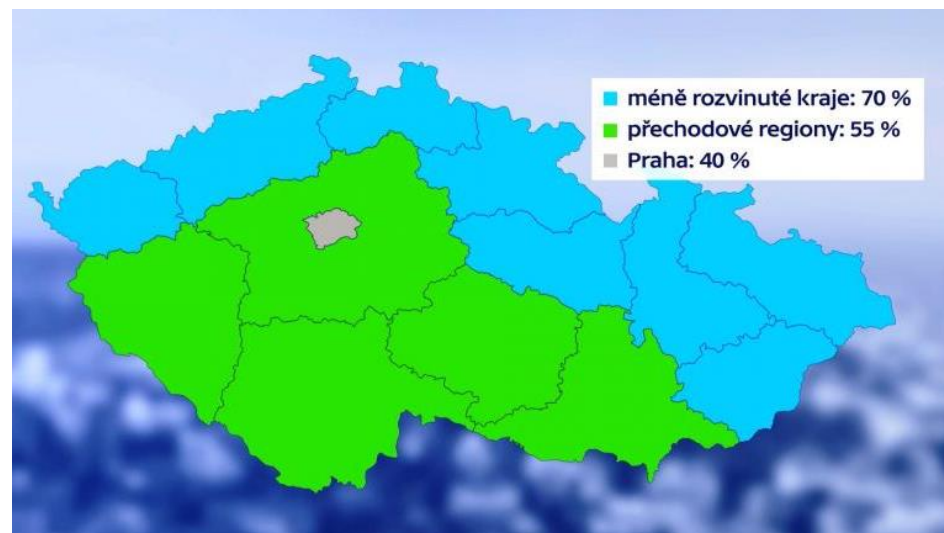 méně rozvinuté kraje: 70 %
přechodové regiony: 55 %
Praha: 40 %